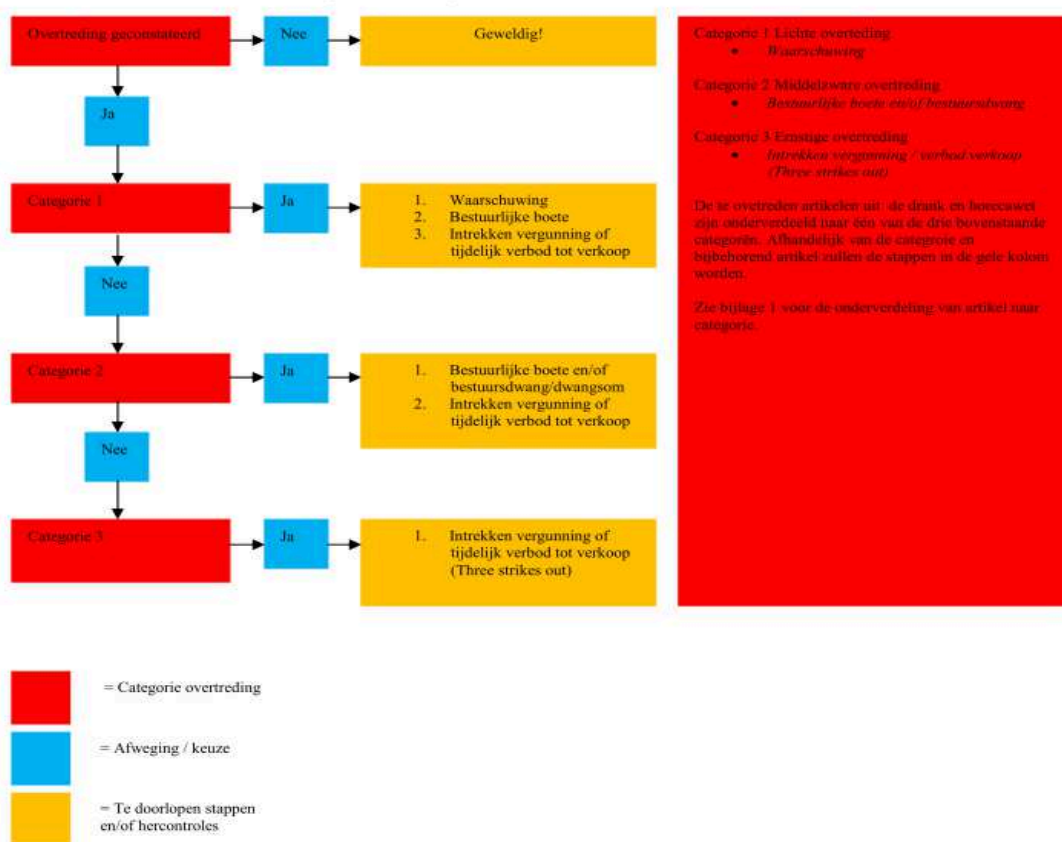 Overtreding geconstateerd
Nee
Geweldig!
Ja
Categorie 1
Ja
1. Waarschuwing
2. Bestuurlijke boete
3. Intrekken vergunning of
tijdelijk verbod tot verkoop
Nee
Categorie 2
Ja
1. Bestuurlijke boete en/of
bestuursdwang/dwangsom
2. Intrekken vergunning of
tijdelijk verbod tot verkoop
Nee
Categorie 3
Ja
1. Intrekken vergunning of
tijdelijk verbod tot verkoop
(Three strikes out)
Categorie 1 Lichte overteding
• Waarschuwing
Categorie 2 Middelzware overtreding
• Bestuurlijke boete en/of bestuursdwang
Categorie 3 Ernstige overtreding
• Intrekken vergunning / verbod verkoop
(Three strikes out)
De te ovetreden artikelen uit: de drank en horecawet
zijn onderverdeeld naar één van de drie bovenstaande
categorën. Afhandelijk van de categroie en
bijbehorend artikel zullen de stappen in de gele kolom
worden.
Zie bijlage 1 voor de onderverdeling van artikel naar
categorie.
= Categorie overtreding
= Afweging / keuze
= Te doorlopen stappen
en/of hercontroles